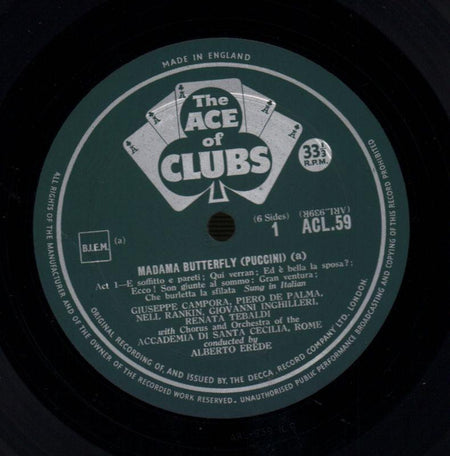 MADE IN ENGLAND
The
ACE
of
CLUBS
33⅓
R.P.M.
(6 Sides)
1
(ARL.939R)
ACL.59
B.I.E.M.
(a)
MADAMA BUTTERFLY (PUCCINI) (a)
Act 1—E soffitto e pareti; Qui verran; Ed è bella la sposa?;
Ecco! Son giunte al sommo; Gran ventura;
Che burletta la sfilata Sung in Italian
GIUSEPPE CAMPORA, PIERO DE PALMA,
NELL RANKIN, GIOVANNI INGHILLERI,
RENATA TEBALDI
with Chorus and Orchestra of the
ACCADEMIA DI SANTA CECILIA, ROME
conducted by
ALBERTO EREDE
ORIGINAL RECORDING OF, AND ISSUED BY, THE DECCA RECORD COMPANY LTD., LONDON.
ALL RIGHTS OF THE MANUFACTURER AND OF THE OWNER OF THE RECORDED WORK RESERVED. UNAUTHORISED PUBLIC PERFORMANCE BROADCASTING AND COPYING OF THIS RECORD PROHIBITED